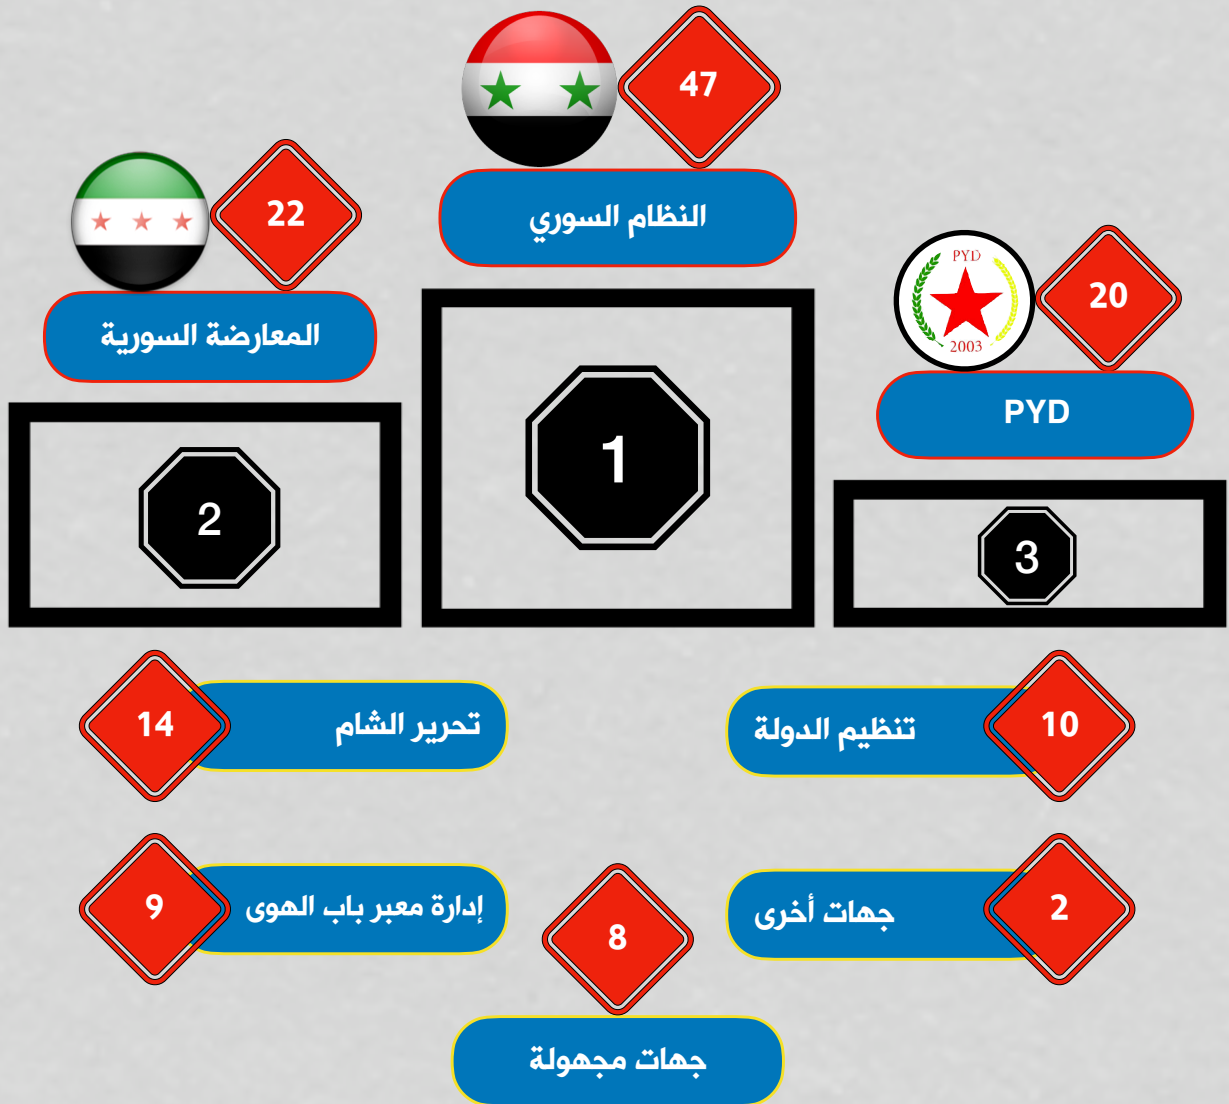 47
النظام السوري
22
المعارضة السورية
PYD
2003
20
PYD
1
2
3
14
تحرير الشام
10
تنظيم الدولة
9
إدارة معبر باب الهوى
2
جهات أخرى
8
جهات مجهولة